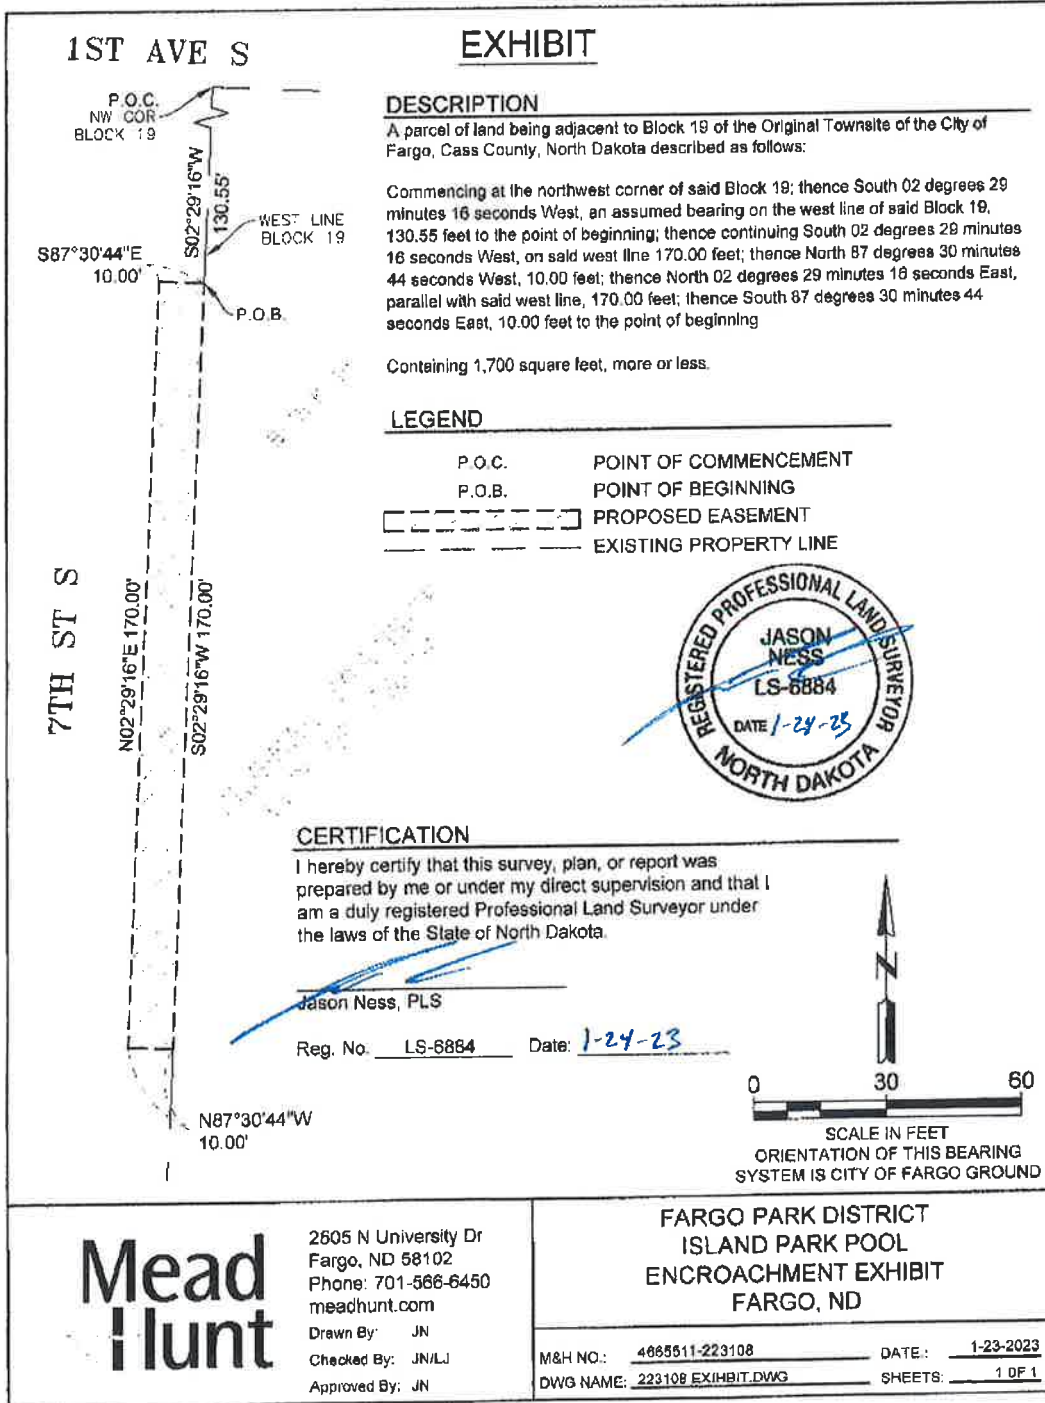 EXHIBIT
1ST AVE S
P.O.C.
NW COR
BLOCK 19
S02°29'16"W
130.55'
WEST LINE
BLOCK 19
S87°30'44"E
10.00'
P.O.B.
7TH ST S
N02°29'16"E 170.00'
S02°29'16"W 170.00'
N87°30'44"W
10.00'
DESCRIPTION
A parcel of land being adjacent to Block 19 of the Original Townsite of the City of
Fargo, Cass County, North Dakota described as follows:
Commencing at the northwest corner of said Block 19; thence South 02 degrees 29
minutes 16 seconds West, an assumed bearing on the west line of said Block 19,
130.55 feet to the point of beginning; thence continuing South 02 degrees 29 minutes
16 seconds West, on said west line 170.00 feet; thence North 87 degrees 30 minutes
44 seconds West, 10.00 feet; thence North 02 degrees 29 minutes 16 seconds East,
parallel with said west line, 170.00 feet; thence South 87 degrees 30 minutes 44
seconds East, 10.00 feet to the point of beginning
Containing 1,700 square feet, more or less.
LEGEND
P.O.C. POINT OF COMMENCEMENT
P.O.B. POINT OF BEGINNING
PROPOSED EASEMENT
EXISTING PROPERTY LINE
REGISTERED PROFESSIONAL LAND SURVEYOR
JASON
NESS
LS-6884
DATE 1-24-23
NORTH DAKOTA
CERTIFICATION
I hereby certify that this survey, plan, or report was
prepared by me or under my direct supervision and that I
am a duly registered Professional Land Surveyor under
the laws of the State of North Dakota.
Jason Ness, PLS
Reg. No. LS-6884 Date: 1-24-23
N
0 30 60
SCALE IN FEET
ORIENTATION OF THIS BEARING
SYSTEM IS CITY OF FARGO GROUND
Mead
Hunt
2605 N University Dr
Fargo, ND 58102
Phone: 701-566-6450
meadhunt.com
Drawn By: JN
Checked By: JN/LJ
Approved By: JN
FARGO PARK DISTRICT
ISLAND PARK POOL
ENCROACHMENT EXHIBIT
FARGO, ND
M&H NO.: 4665511-223108 DATE: 1-23-2023
DWG NAME: 223108 EXIHBIT.DWG SHEETS: 1 OF 1